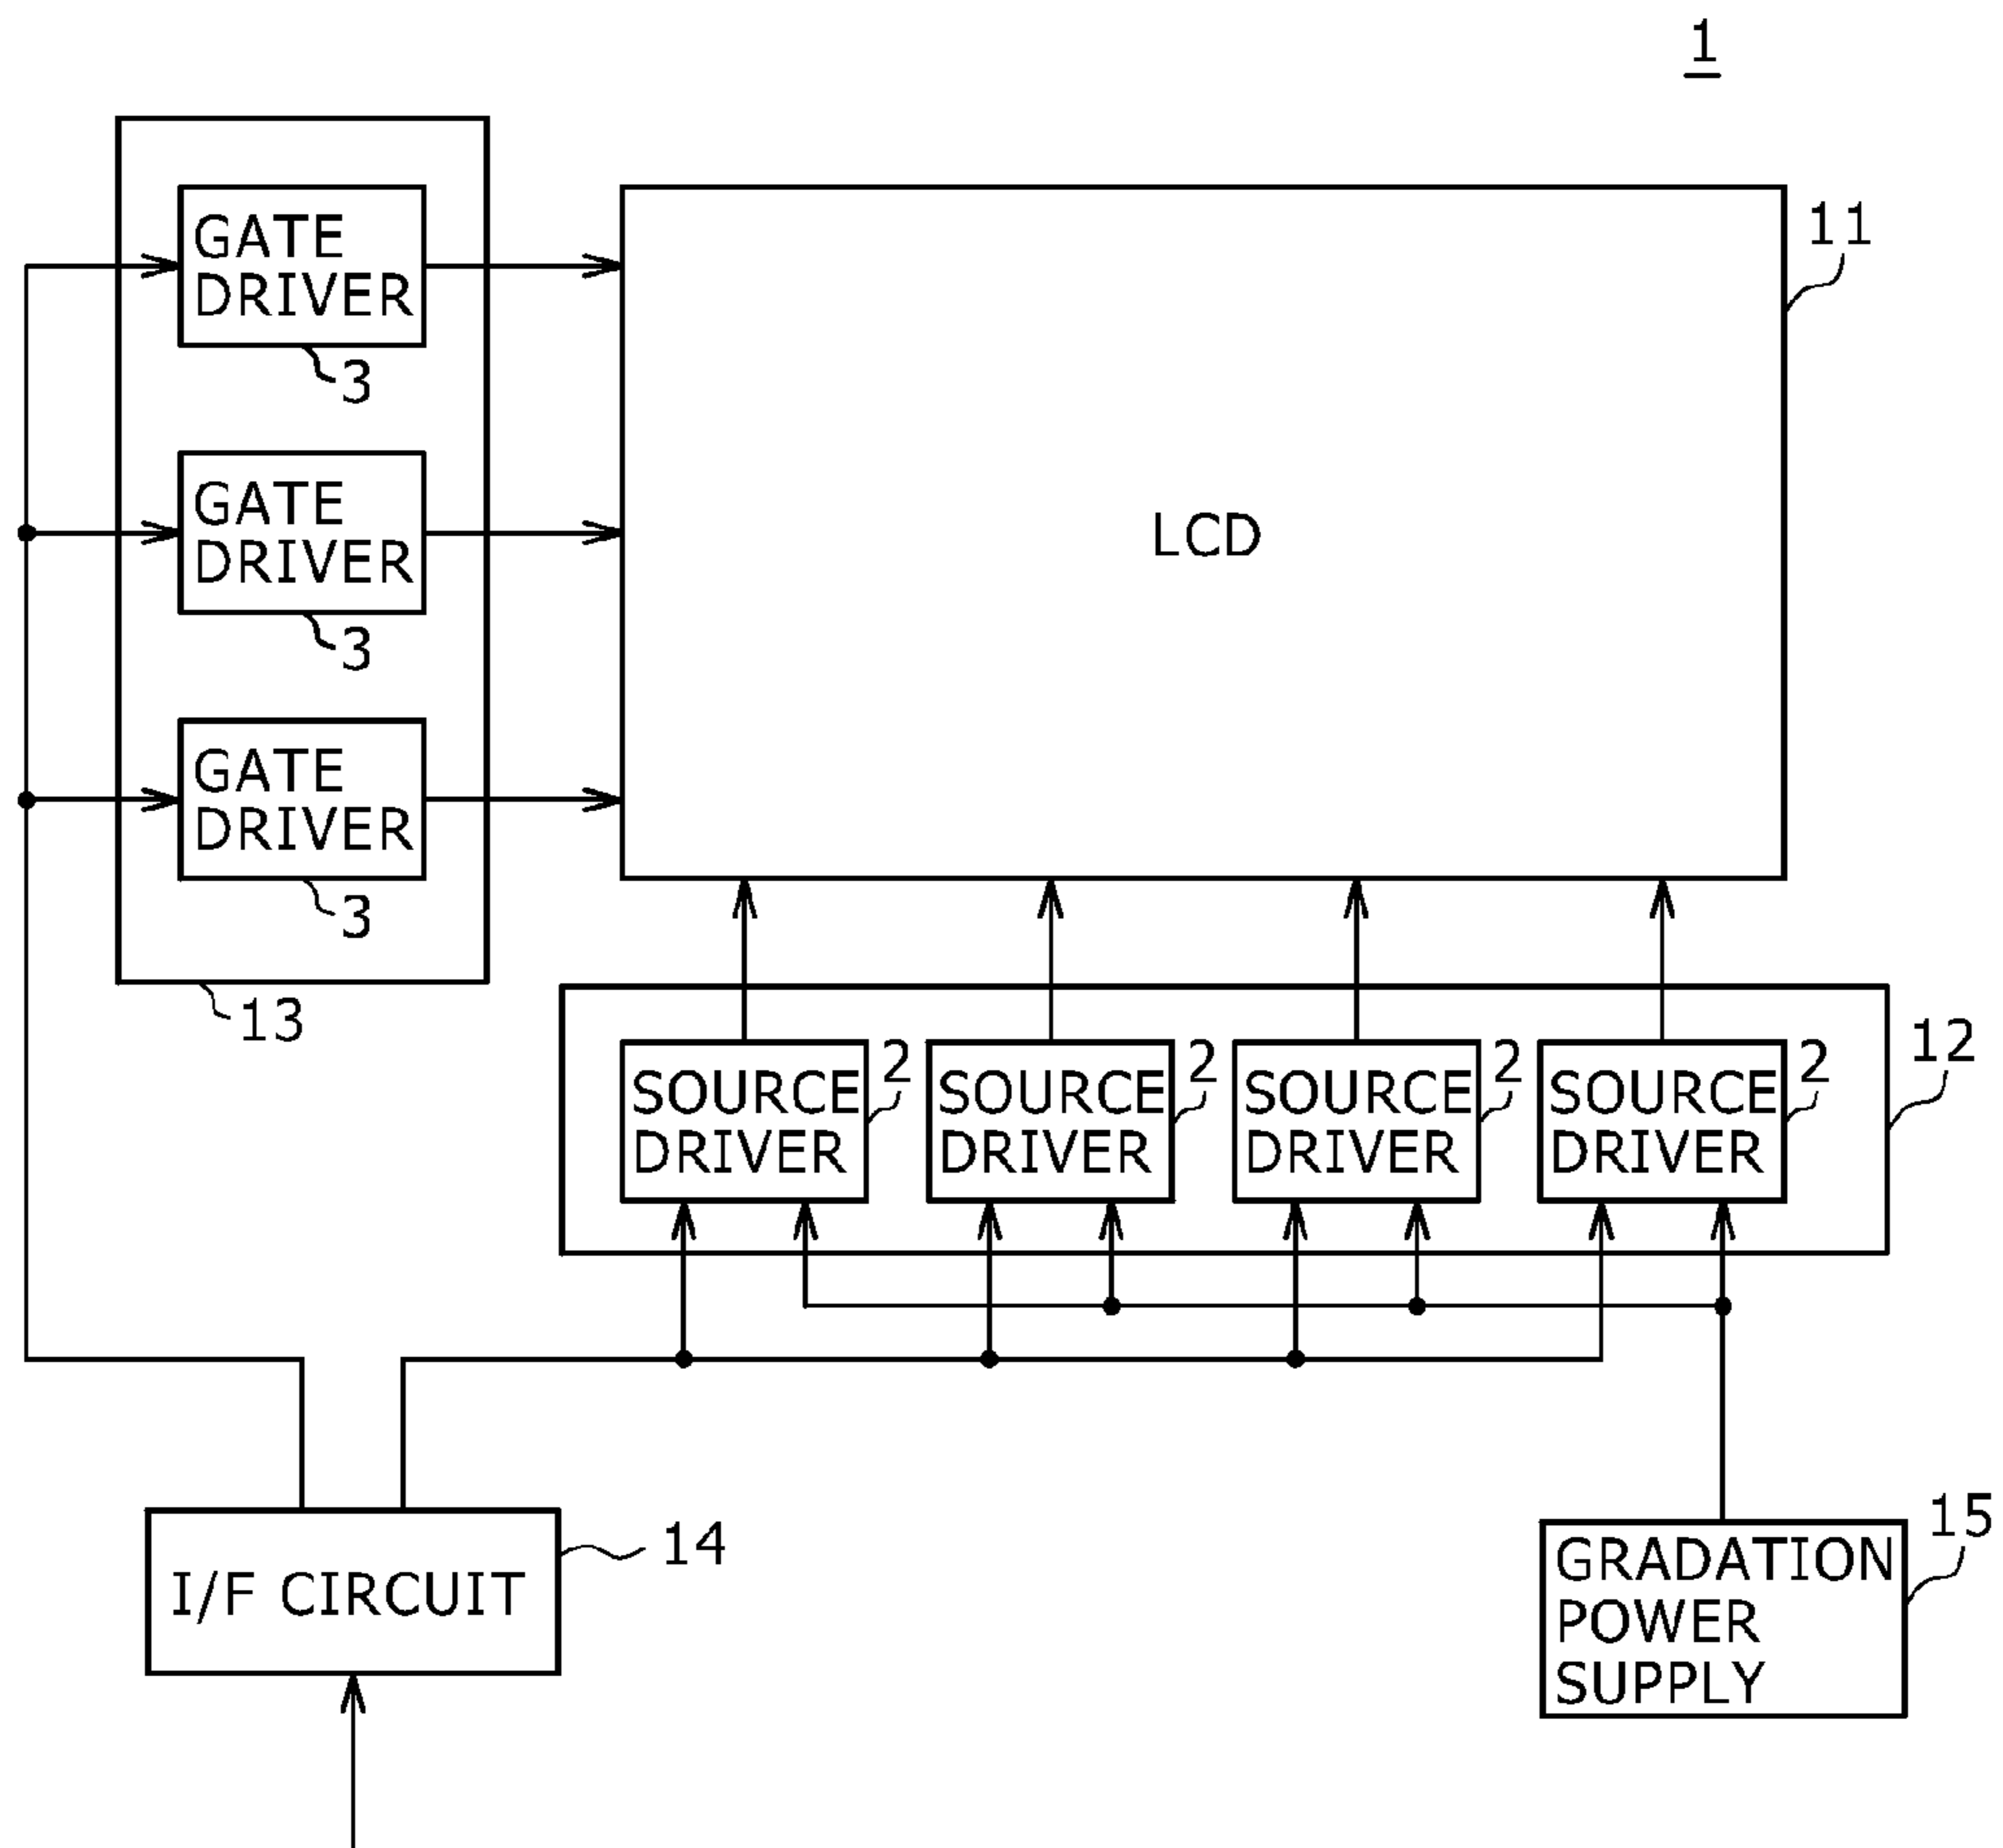 1
GATE
DRIVER
3
GATE
DRIVER
3
GATE
DRIVER
3
13
LCD
11
SOURCE
DRIVER
2
SOURCE
DRIVER
2
SOURCE
DRIVER
2
SOURCE
DRIVER
2
12
I/F CIRCUIT
14
GRADATION
POWER
SUPPLY
15